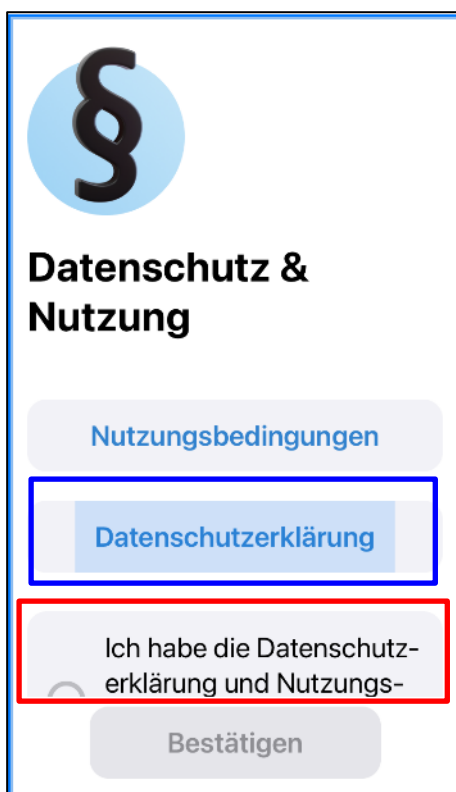 §
Datenschutz &
Nutzung
Nutzungsbedingungen
Datenschutzerklärung
Ich habe die Datenschutz-
erklärung und Nutzungs-
Bestätigen